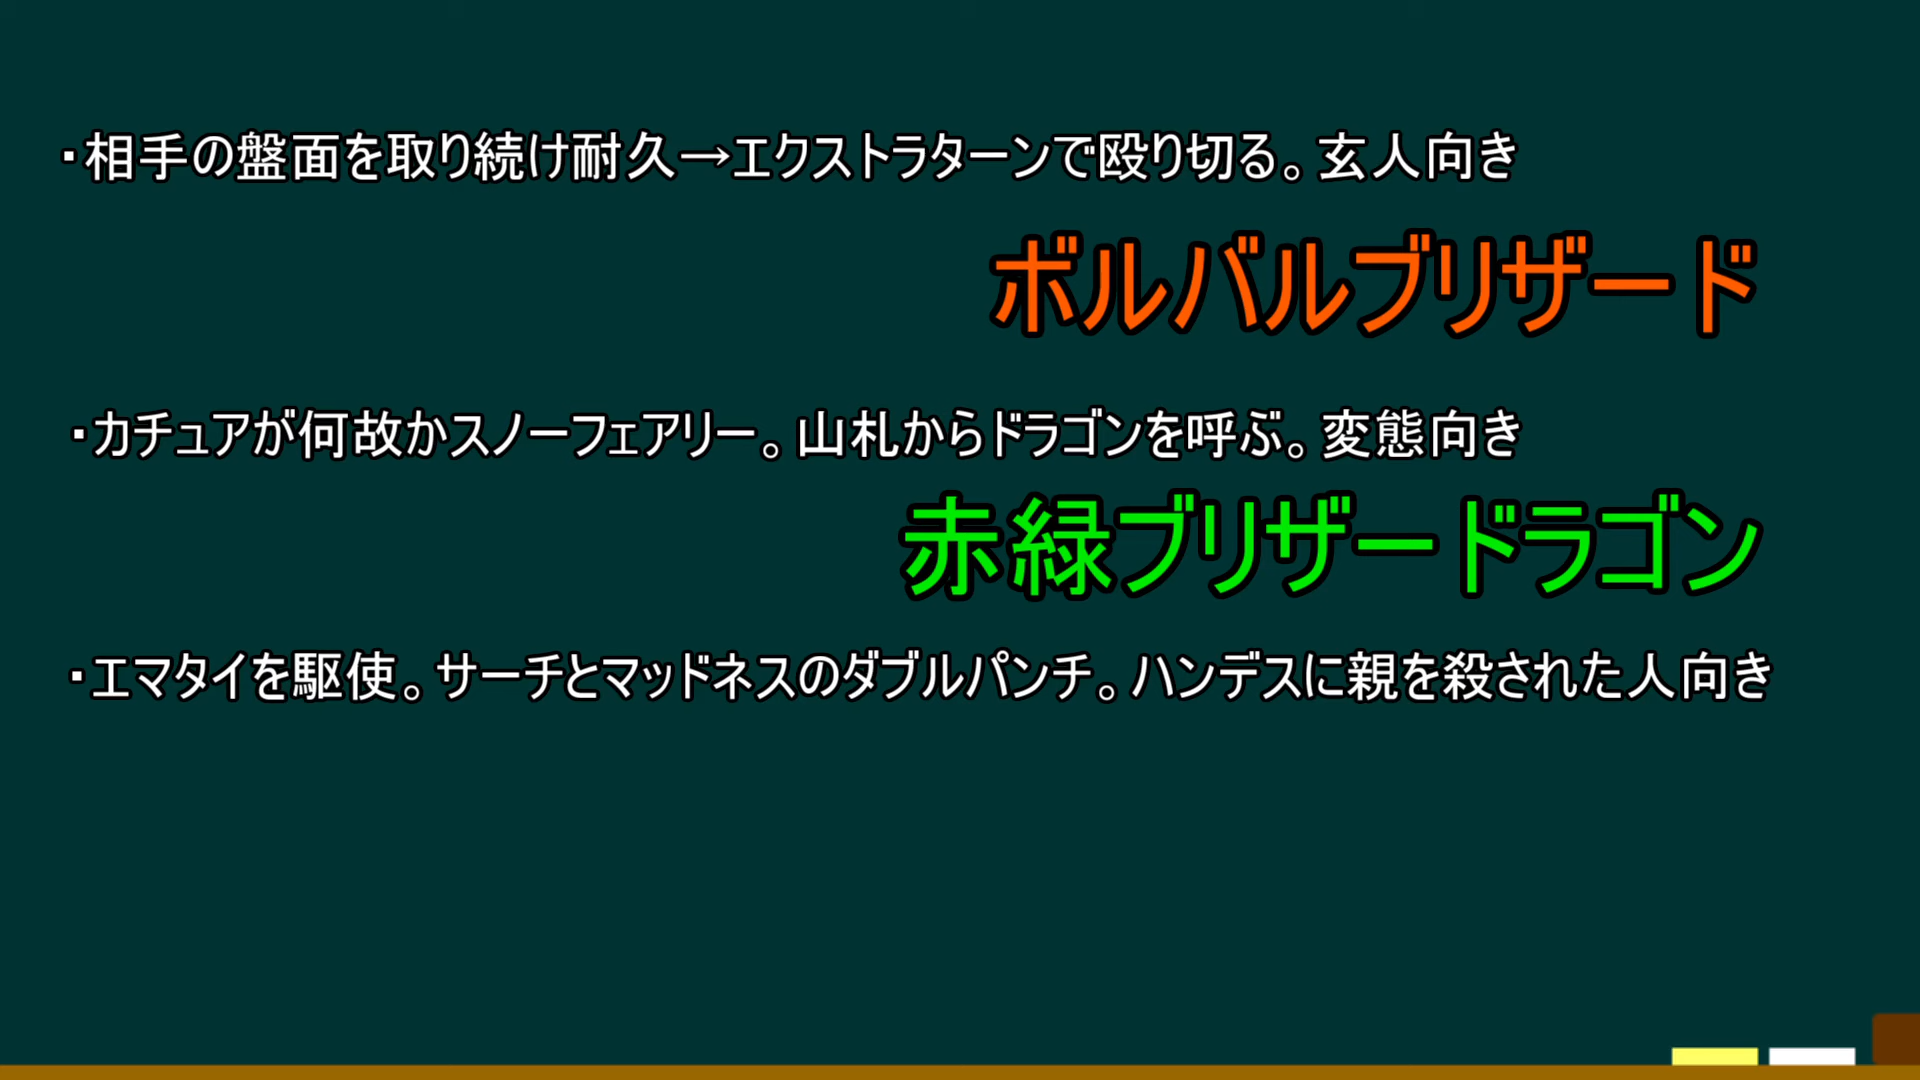 ・相手の盤面を取り続け耐久→エクストラターンで殴り切る。玄人向き
ボルバルブリザード
・カチュアが何故かスノーフェアリー。山札からドラゴンを呼ぶ。変態向き
赤緑ブリザードラゴン
・エマタイを駆使。サーチとマッドネスのダブルパンチ。ハンデスに親を殺された人向き